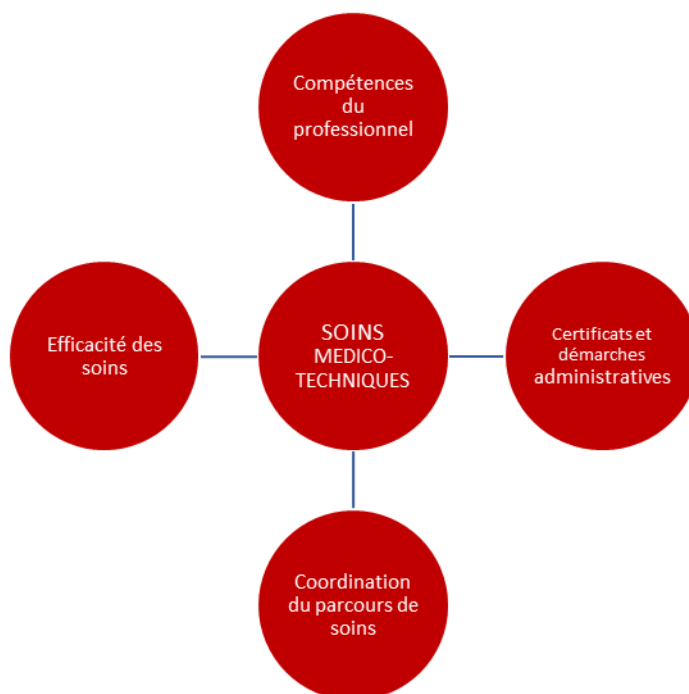 Compétences
du
professionnel
Efficacité des
soins
SOINS
MEDICO-
TECHNIQUES
Certificats et
démarches
administratives
Coordination
du parcours de
soins